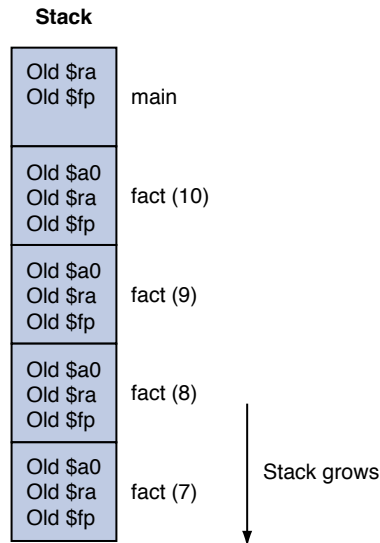 Stack
Old $ra
Old $fp
main
Old $a0
Old $ra
fact (10)
Old $fp
Old $a0
Old $ra
fact (9)
Old $fp
Old $a0
Old $ra
fact (8)
Old $fp
Old $a0
Old $ra
fact (7)
Old $fp
Stack grows